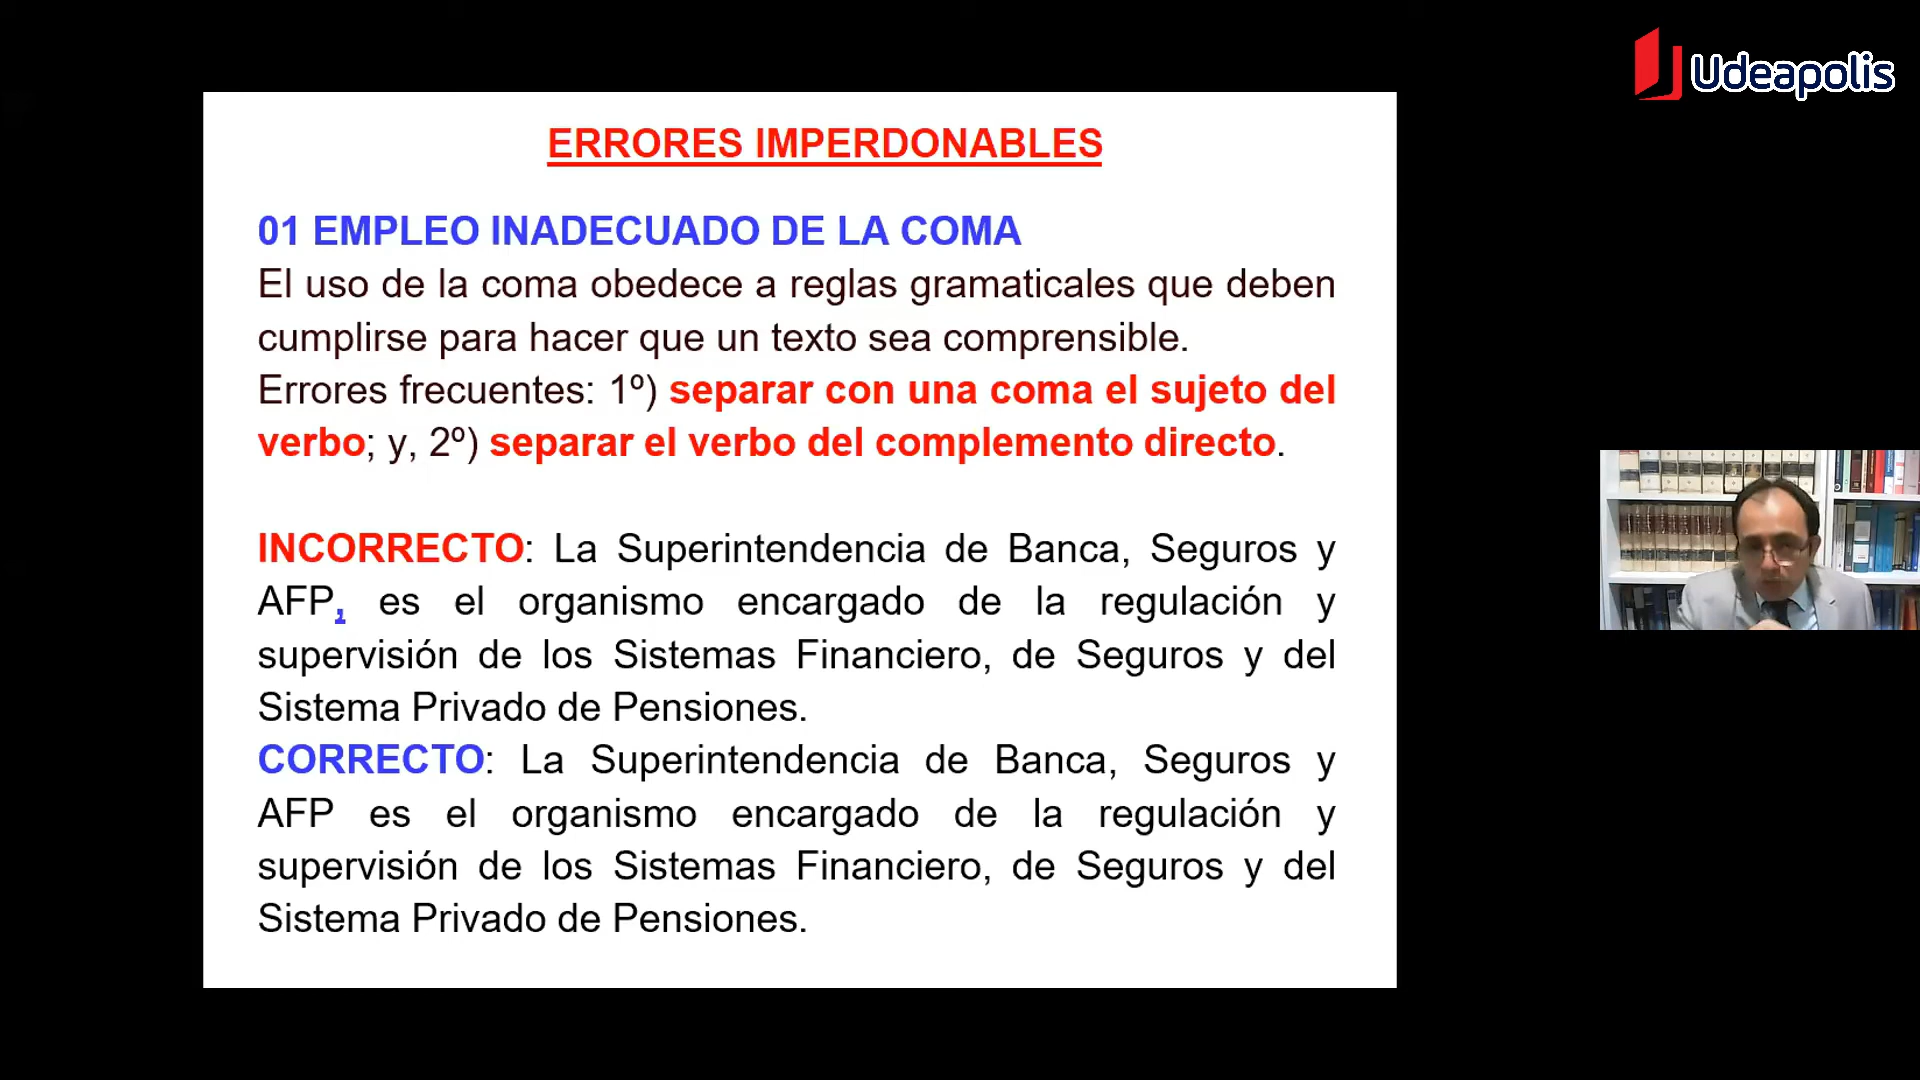 Udeapolis
ERRORES IMPERDONABLES
01 EMPLEO INADECUADO DE LA COMA
El uso de la coma obedece a reglas gramaticales que deben
cumplirse para hacer que un texto sea comprensible.
Errores frecuentes: 1º) separar con una coma el sujeto del
verbo; y, 2º) separar el verbo del complemento directo.
INCORRECTO: La Superintendencia de Banca, Seguros y
AFP, es el organismo encargado de la regulación y
supervisión de los Sistemas Financiero, de Seguros y del
Sistema Privado de Pensiones.
CORRECTO: La Superintendencia de Banca, Seguros y
AFP es el organismo encargado de la regulación y
supervisión de los Sistemas Financiero, de Seguros y del
Sistema Privado de Pensiones.